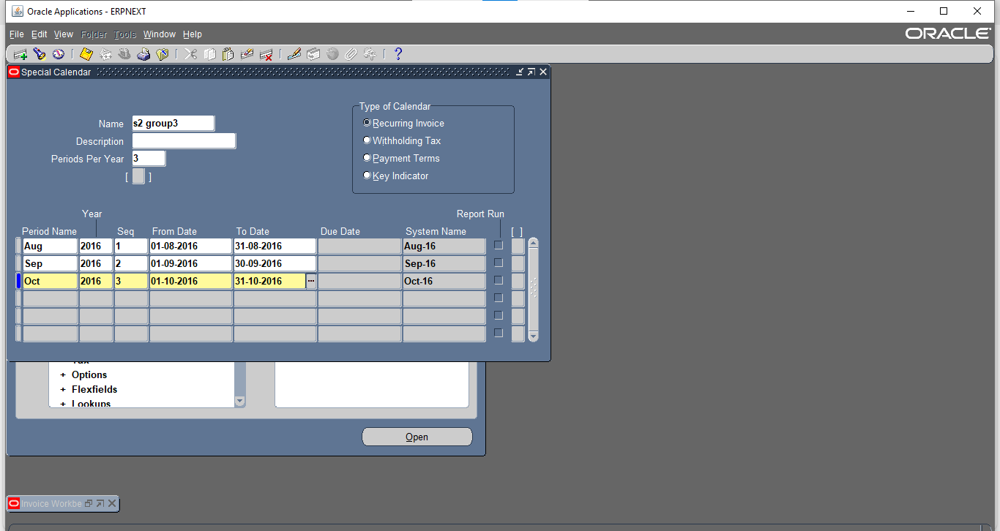 Oracle Applications - ERPNEXT
File Edit View Folder Tools Window Help
ORACLE
?
Special Calendar
Type of Calendar
Name s2 group3
Recurring Invoice
Description
Withholding Tax
Periods Per Year 3
Payment Terms
[ ]
Key Indicator
Year Report Run
Period Name Seq From Date To Date Due Date System Name [ ]
Aug 2016 1 01-08-2016 31-08-2016 Aug-16
Sep 2016 2 01-09-2016 30-09-2016 Sep-16
Oct 2016 3 01-10-2016 31-10-2016 ... Oct-16
Tax
+ Options
+ Flexfields
+ Lookups
Open
Invoice Workbe